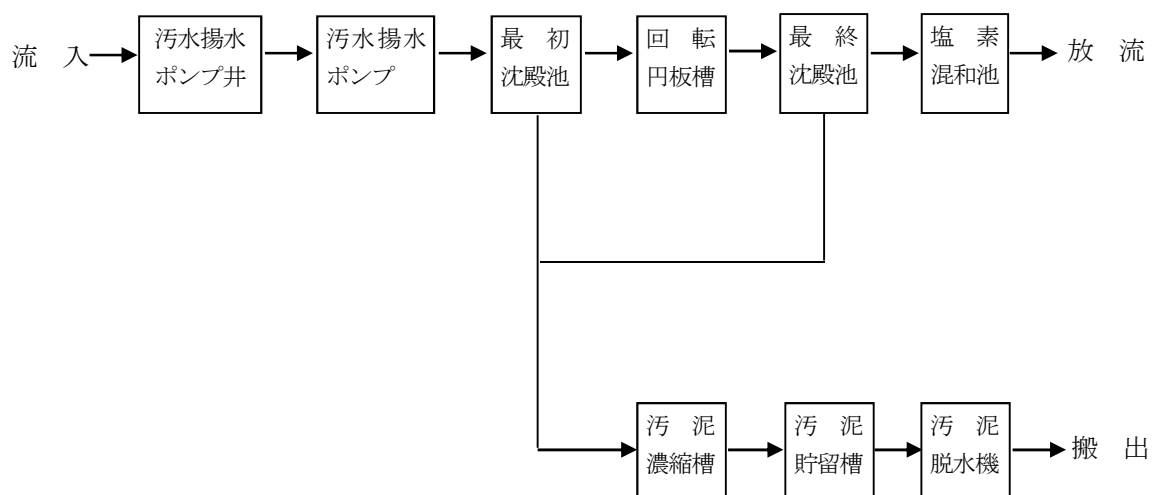 流　入
汚水揚水
ポンプ井
汚水揚水
ポンプ
最　初
沈殿池
回　転
円板槽
最　終
沈殿池
塩　素
混和池
放　流
汚　泥
濃縮槽
汚　泥
貯留槽
汚　泥
脱水機
搬　出